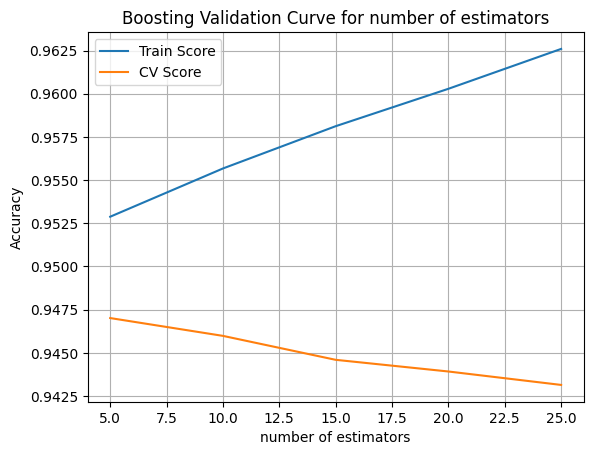 Boosting Validation Curve for number of estimators
Train Score
CV Score
Accuracy
0.9625
0.9600
0.9575
0.9550
0.9525
0.9500
0.9475
0.9450
0.9425
5.0 7.5 10.0 12.5 15.0 17.5 20.0 22.5 25.0
number of estimators